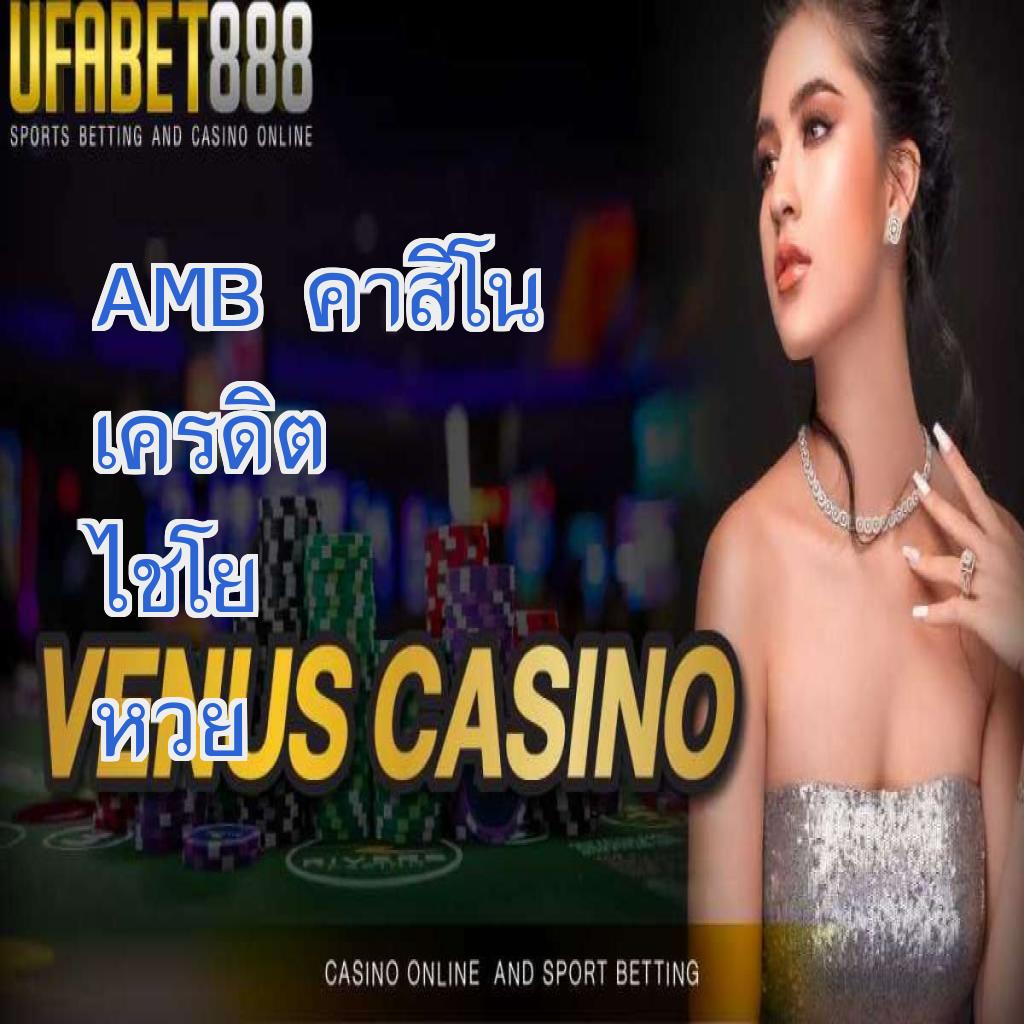 UFABET888
SPORTS BETTING AND CASINO ONLINE
AMB คาสิโน
เครดิต
ไชโย
VENUS CASINO
หวย
CASINO ONLINE AND SPORT BETTING